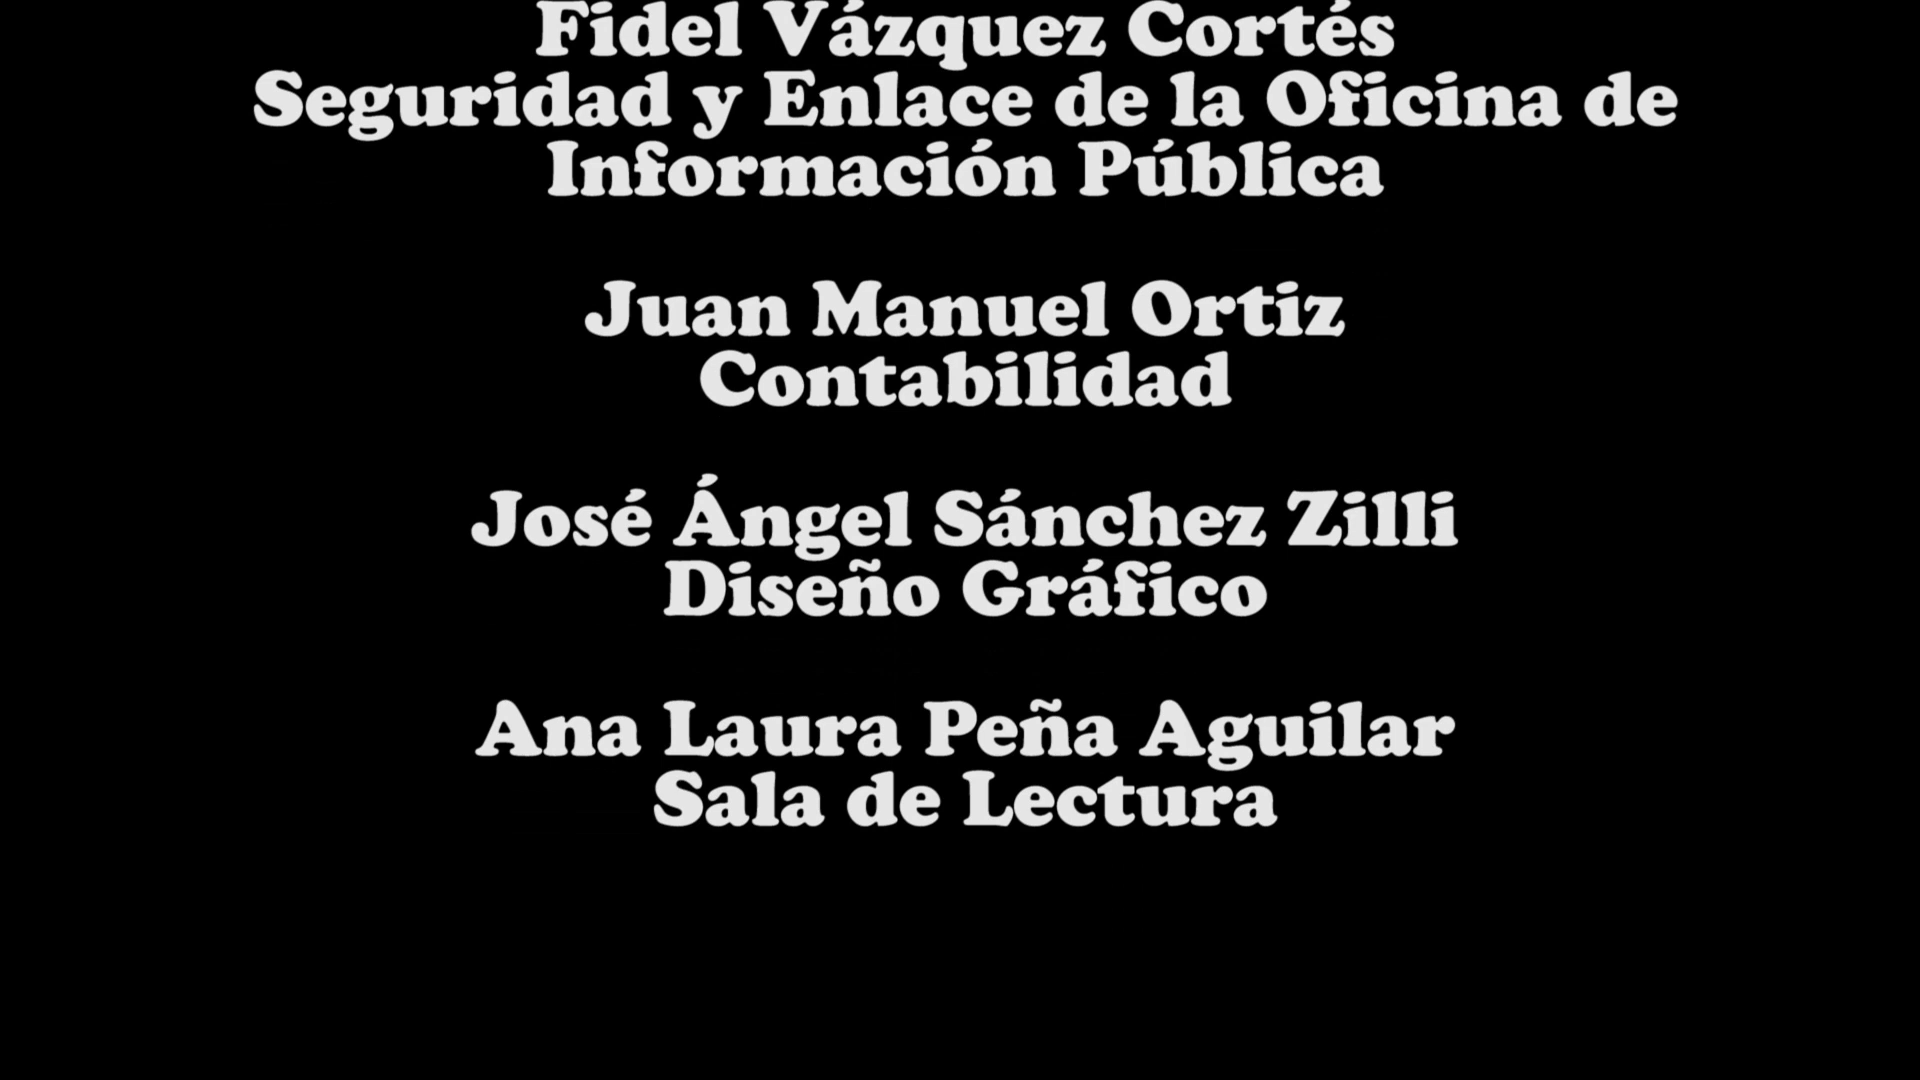 Fidel Vázquez Cortés
Seguridad y Enlace de la Oficina de
Información Pública
Juan Manuel Ortiz
Contabilidad
José Ángel Sánchez Zilli
Diseño Gráfico
Ana Laura Peña Aguilar
Sala de Lectura